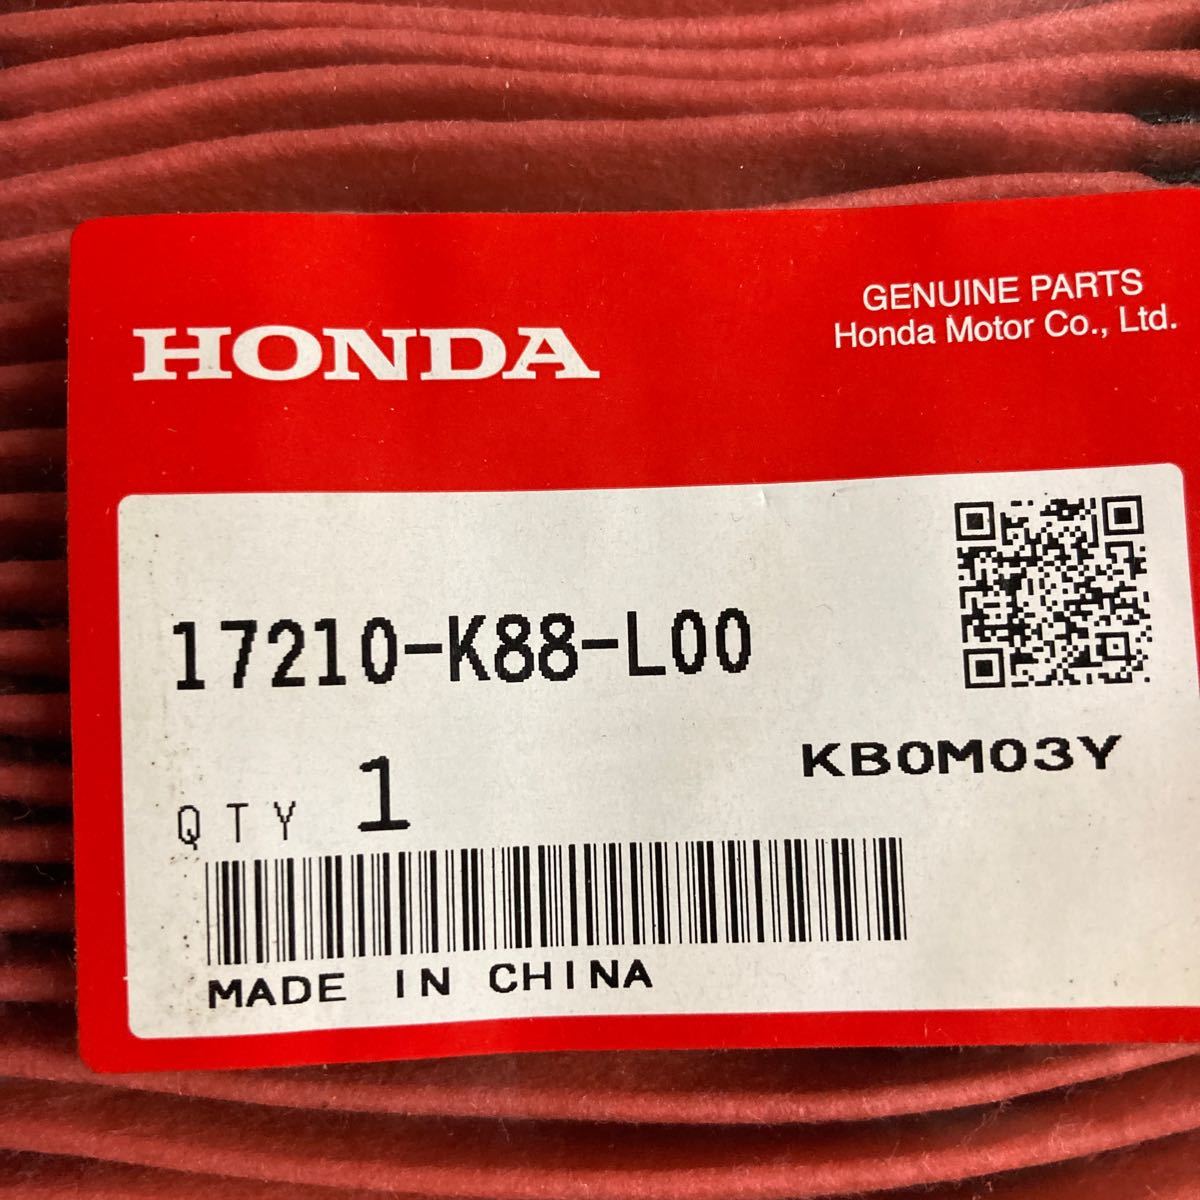 HONDA
GENUINE PARTS
Honda Motor Co., Ltd.
17210-K88-L00
KB0M03Y
QTY 1
MADE IN CHINA